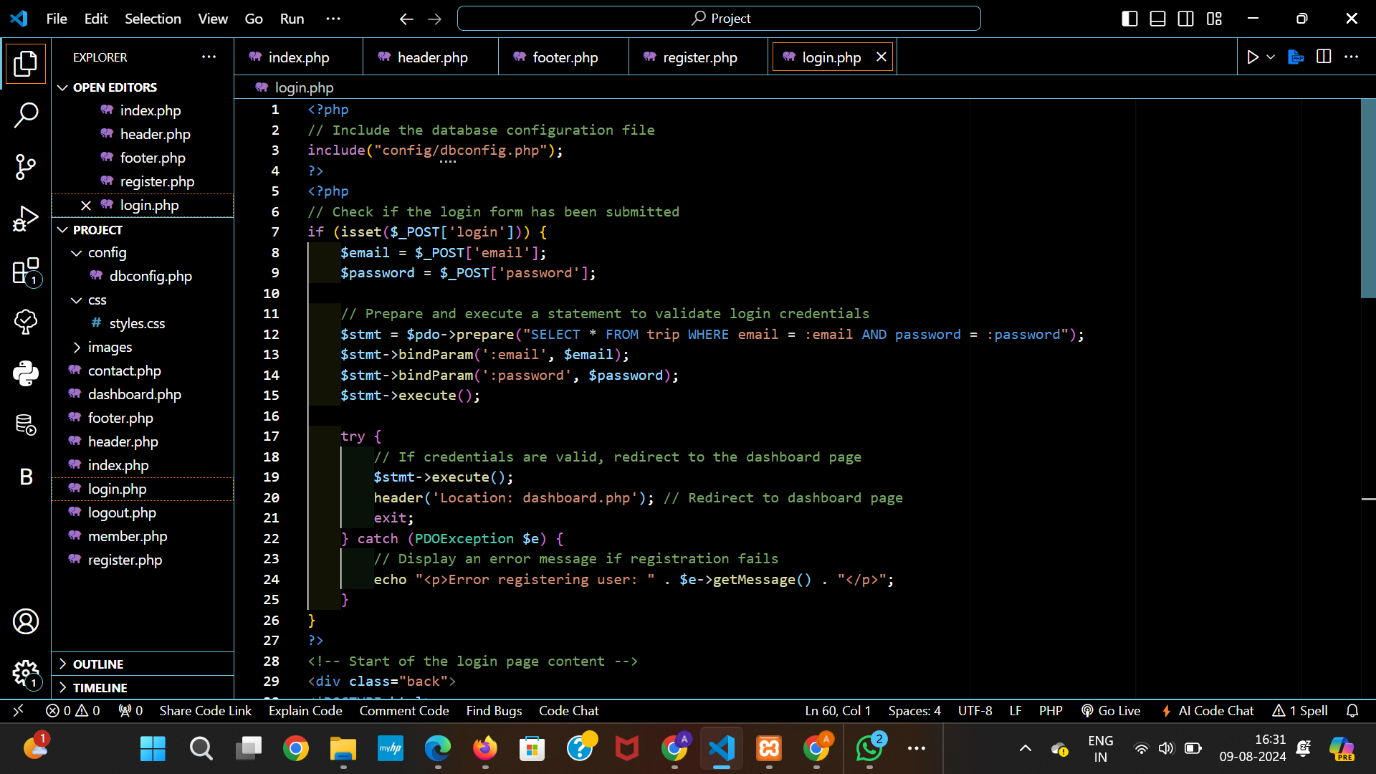 File Edit Selection View Go Run ··· Project
EXPLORER ···
OPEN EDITORS
index.php
header.php
footer.php
register.php
login.php
PROJECT
config
dbconfig.php
css
# styles.css
images
contact.php
dashboard.php
footer.php
header.php
index.php
login.php
logout.php
member.php
register.php
OUTLINE
TIMELINE
1
1
B
index.php header.php footer.php register.php login.php
login.php
1 <?php
2 // Include the database configuration file
3 include("config/dbconfig.php");
4 ?>
5 <?php
6 // Check if the login form has been submitted
7 if (isset($_POST['login'])) {
8 $email = $_POST['email'];
9 $password = $_POST['password'];
10
11 // Prepare and execute a statement to validate login credentials
12 $stmt = $pdo->prepare("SELECT * FROM trip WHERE email = :email AND password = :password");
13 $stmt->bindParam(':email', $email);
14 $stmt->bindParam(':password', $password);
15 $stmt->execute();
16
17 try {
18 // If credentials are valid, redirect to the dashboard page
19 $stmt->execute();
20 header('Location: dashboard.php'); // Redirect to dashboard page
21 exit;
22 } catch (PDOException $e) {
23 // Display an error message if registration fails
24 echo "<p>Error registering user: " . $e->getMessage() . "</p>";
25 }
26 }
27 ?>
28 <!-- Start of the login page content -->
29 <div class="back">
0 0 0 Share Code Link Explain Code Comment Code Find Bugs Code Chat Ln 60, Col 1 Spaces: 4 UTF-8 LF PHP Go Live AI Code Chat 1 Spell
1 myhp A A 2 ··· ENG IN 16:31 09-08-2024 PRE